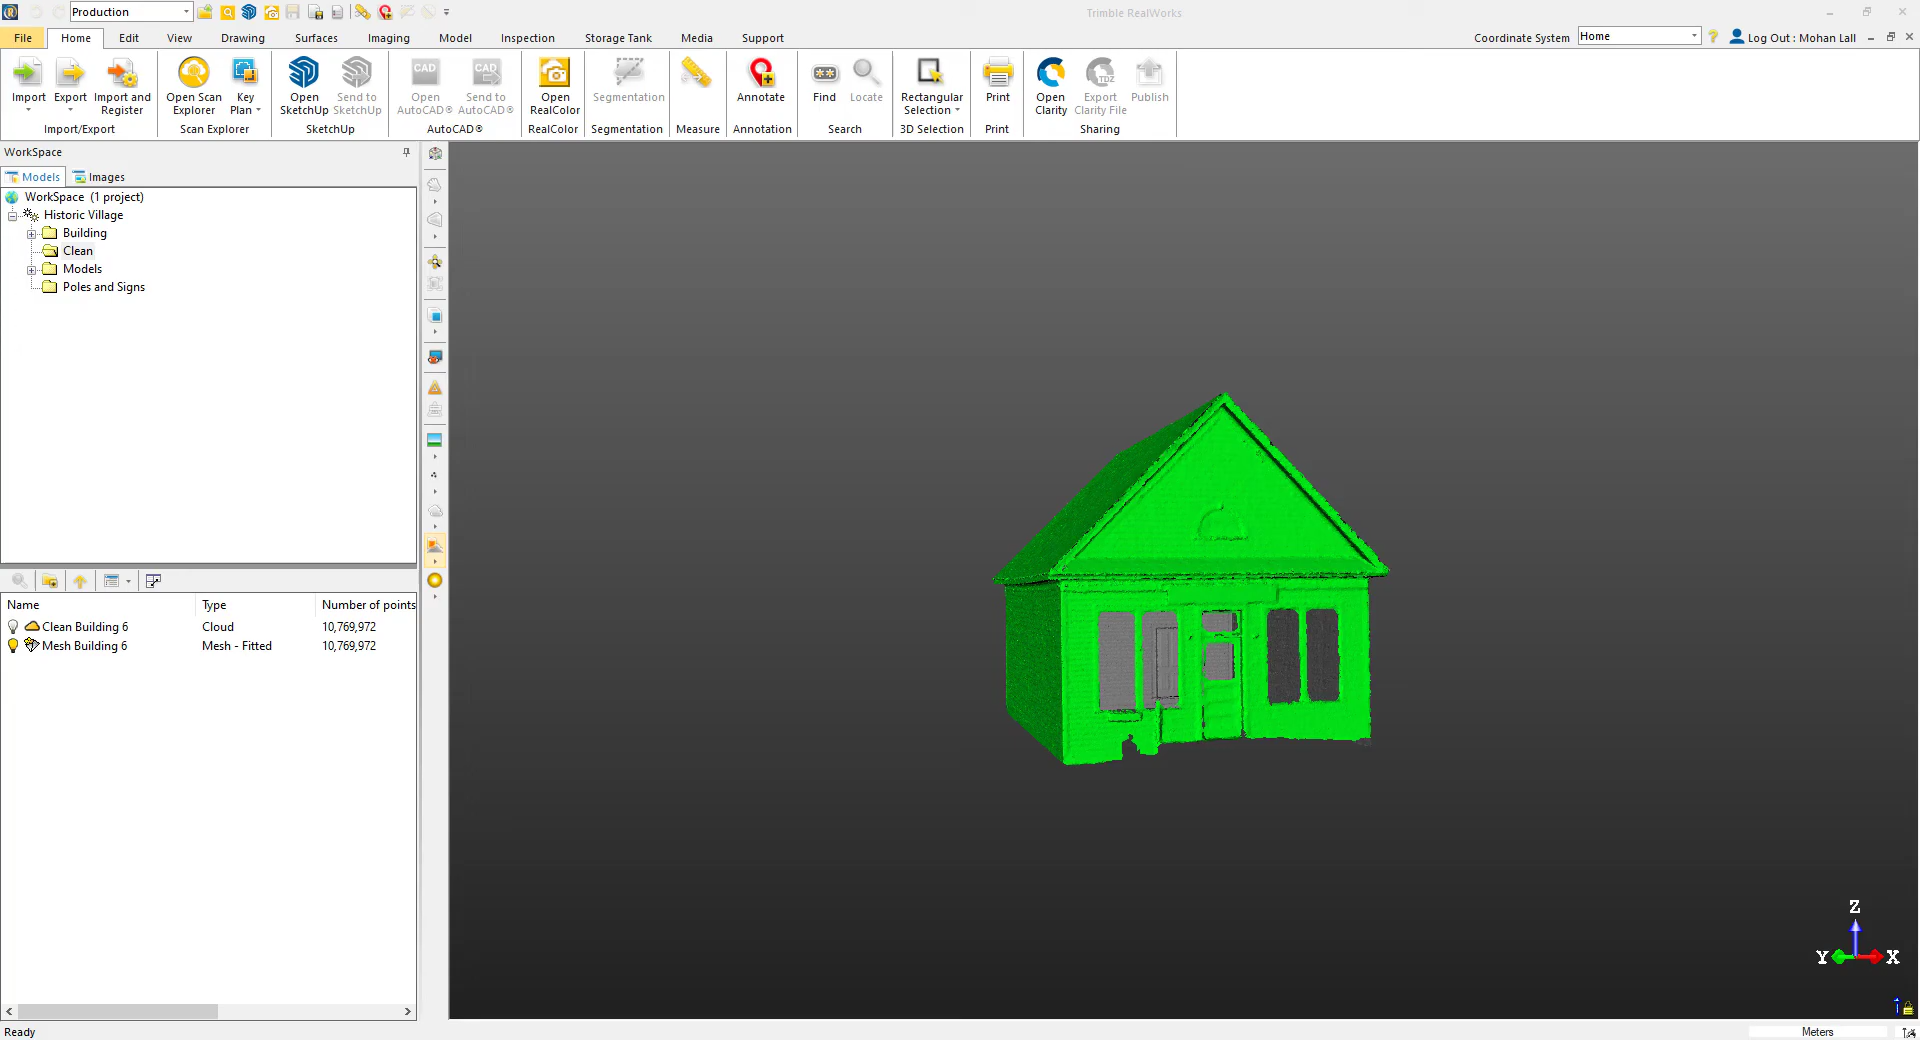 Production
Trimble RealWorks
File Home Edit View Drawing Surfaces Imaging Model Inspection Storage Tank Media Support
Coordinate System Home ? Log Out : Mohan Lall
Import Export Import and Register
Import/Export
Open Scan Explorer Key Plan
Scan Explorer
Open SketchUp Send to SketchUp
SketchUp
CAD Open AutoCAD® CAD Send to AutoCAD®
AutoCAD®
Open RealColor
RealColor
Segmentation
Segmentation
Measure
Annotate
Annotation
Find Locate
Search
Rectangular Selection
3D Selection
Print
Print
Open Clarity TDZ Export Clarity File Publish
Sharing
WorkSpace
Models Images
WorkSpace (1 project)
Historic Village
Building
Clean
Models
Poles and Signs
Name Type Number of points
Clean Building 6 Cloud 10,769,972
Mesh Building 6 Mesh - Fitted 10,769,972
Z
Y X
Ready
Meters